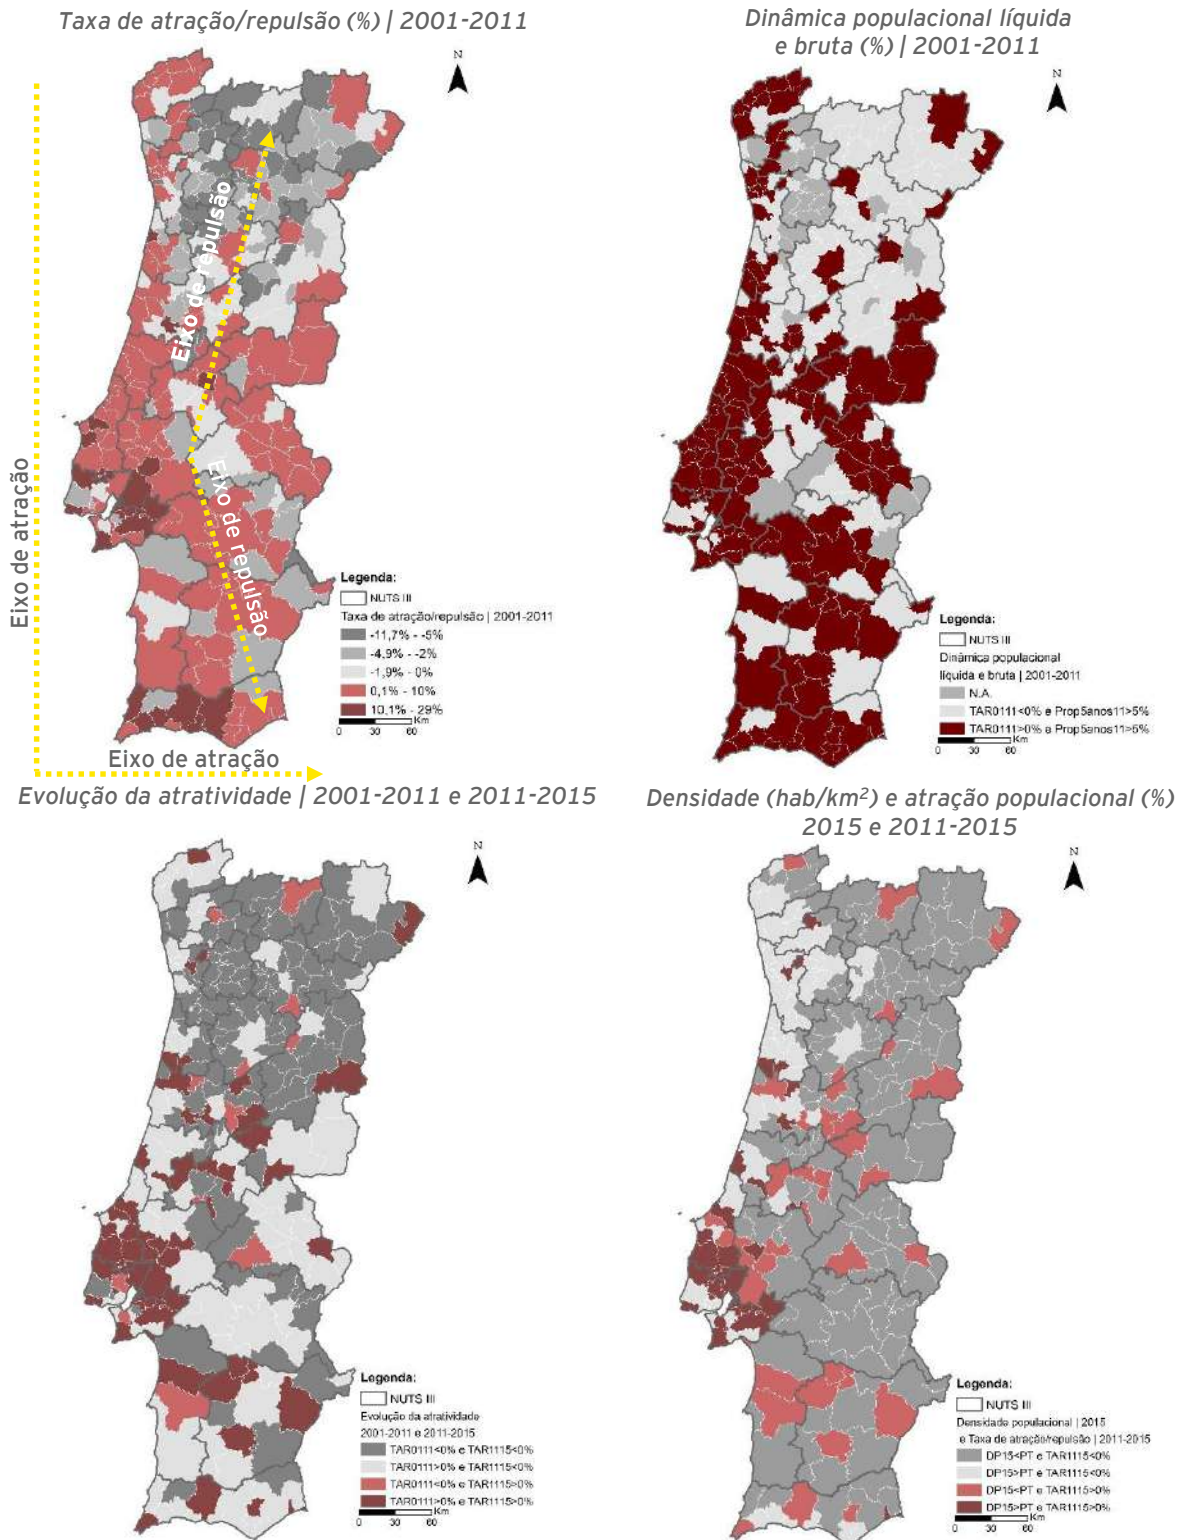 Taxa de atração/repulsão (%) | 2001-2011
N
Eixo de repulsão
Eixo de repulsão
Eixo de atração
Eixo de atração
Legenda:
NUTS III
Taxa de atração/repulsão | 2001-2011
-11,7% - -5%
-4,9% - -2%
-1,9% - 0%
0,1% - 10%
10,1% - 29%
Km
0 30 60
Dinâmica populacional líquida
e bruta (%) | 2001-2011
N
Legenda:
NUTS III
Dinâmica populacional
líquida e bruta | 2001-2011
N.A.
TAR0111<0% e Prop5anos11>5%
TAR0111>0% e Prop5anos11>5%
Km
0 30 60
Evolução da atratividade | 2001-2011 e 2011-2015
N
Legenda:
NUTS III
Evolução da atratividade
2001-2011 e 2011-2015
TAR0111<0% e TAR1115<0%
TAR0111>0% e TAR1115<0%
TAR0111<0% e TAR1115>0%
TAR0111>0% e TAR1115>0%
Km
0 30 60
Densidade (hab/km²) e atração populacional (%)
2015 e 2011-2015
N
Legenda:
NUTS III
Densidade populacional | 2015
e Taxa de atração/repulsão | 2011-2015
DP15<PT e TAR1115<0%
DP15>PT e TAR1115<0%
DP15<PT e TAR1115>0%
DP15>PT e TAR1115>0%
Km
0 30 60